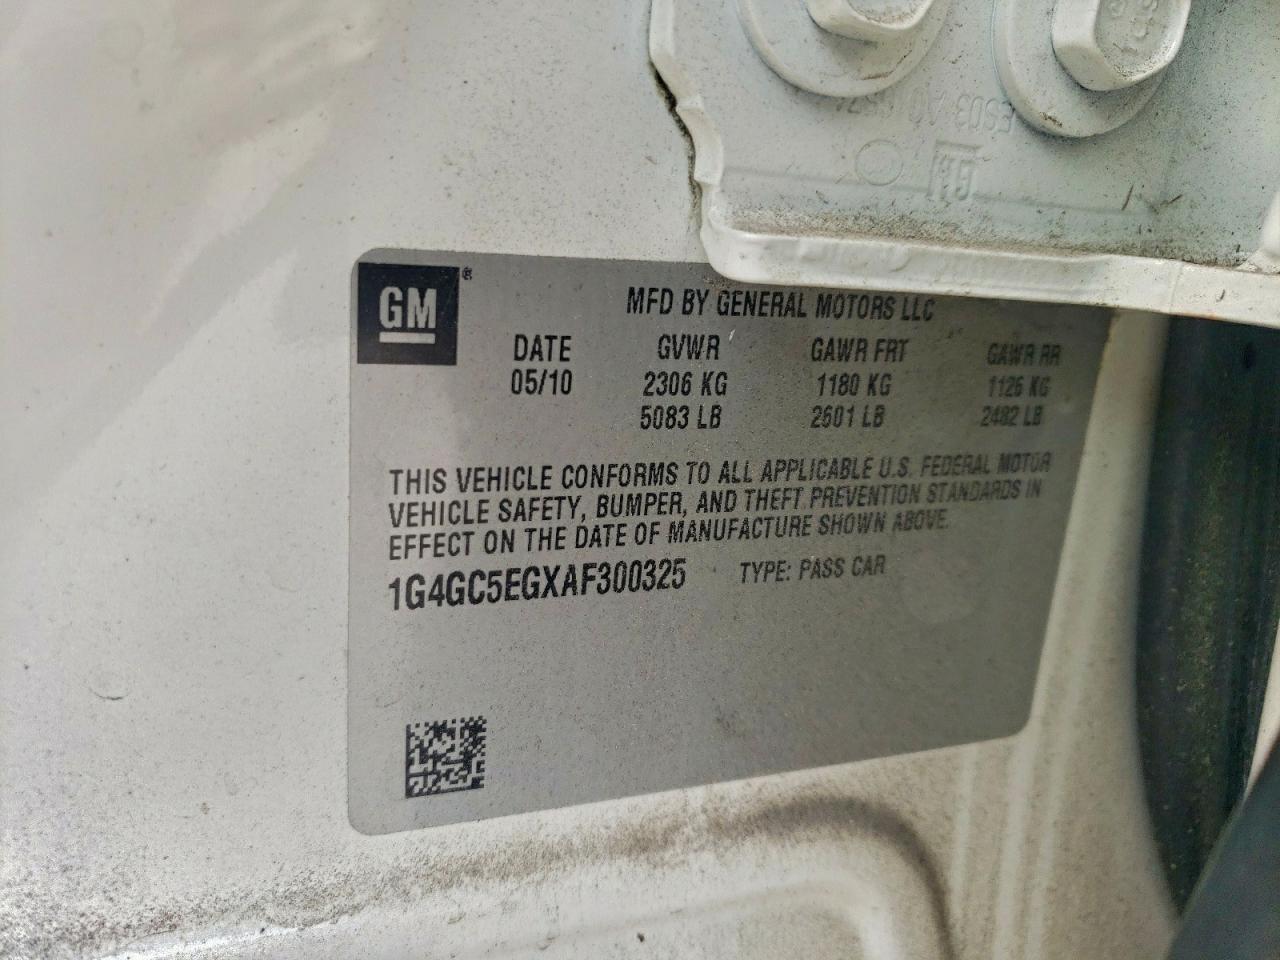 GM®
MFD BY GENERAL MOTORS LLC
DATE GVWR GAWR FRT GAWR RR
05/10 2306 KG 1180 KG 1126 KG
5083 LB 2601 LB 2482 LB
THIS VEHICLE CONFORMS TO ALL APPLICABLE U.S. FEDERAL MOTOR
VEHICLE SAFETY, BUMPER, AND THEFT PREVENTION STANDARDS IN
EFFECT ON THE DATE OF MANUFACTURE SHOWN ABOVE.
1G4GC5EGXAF300325 TYPE: PASS CAR
GM